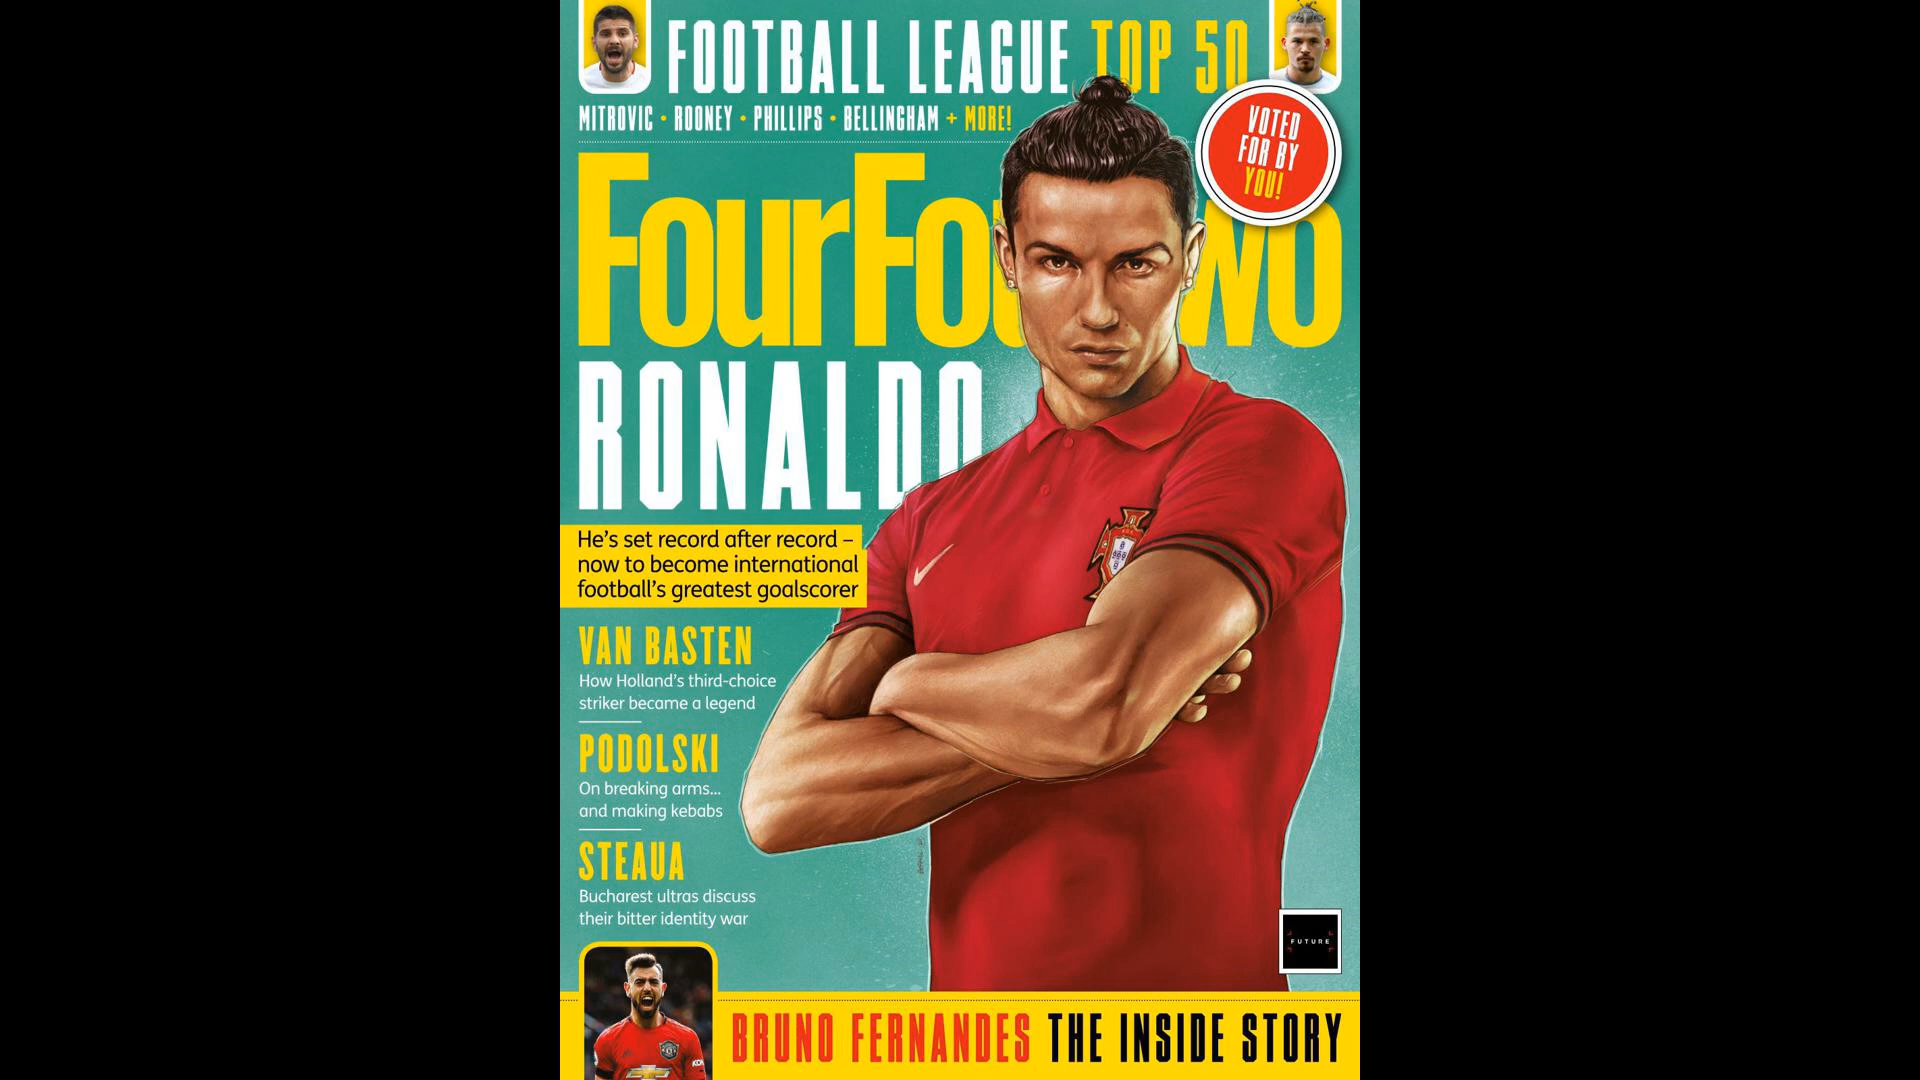 FOOTBALL LEAGUE TOP 50
MITROVIC • ROONEY • PHILLIPS • BELLINGHAM + MORE!
VOTED
FOR BY
YOU!
FourFou wo
RONALDO
He's set record after record –
now to become international
football's greatest goalscorer
VAN BASTEN
How Holland's third-choice
striker became a legend
PODOLSKI
On breaking arms...
and making kebabs
STEAUA
Bucharest ultras discuss
their bitter identity war
FUTURE
BRUNO FERNANDES THE INSIDE STORY